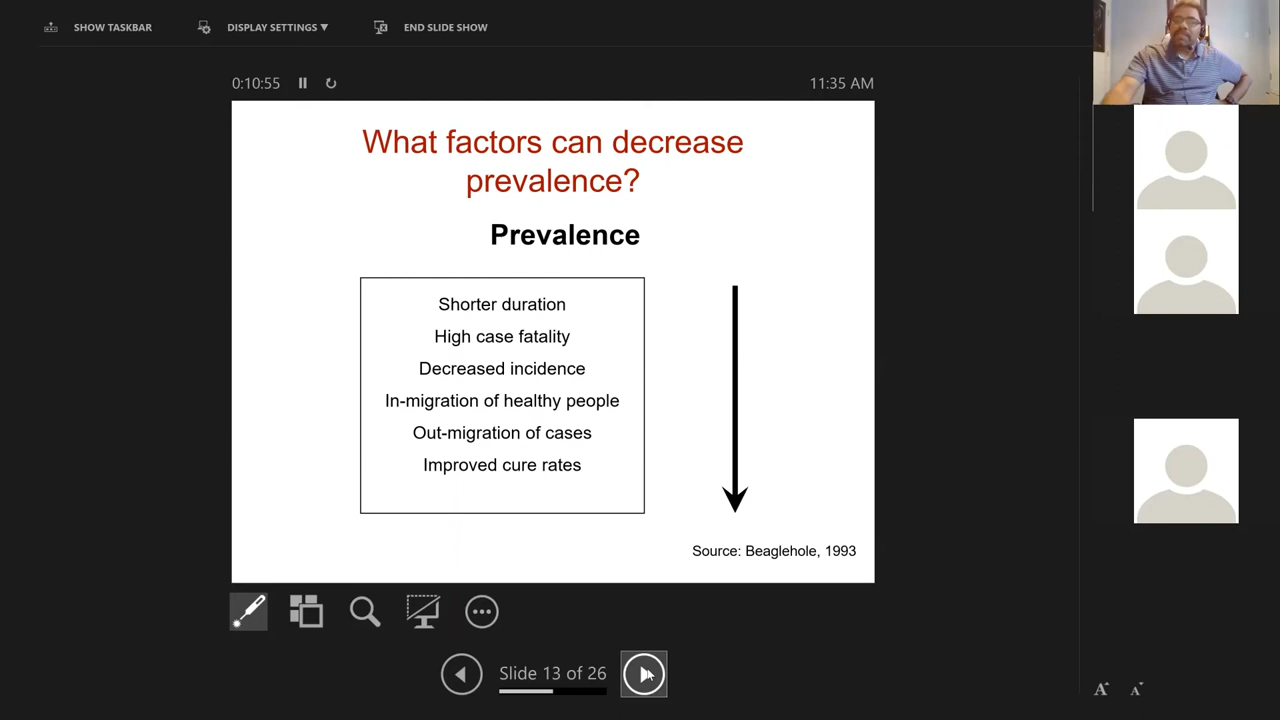 SHOW TASKBAR
DISPLAY SETTINGS ▼
END SLIDE SHOW
0:10:55
11:35 AM
What factors can decrease
prevalence?
Prevalence
Shorter duration
High case fatality
Decreased incidence
In-migration of healthy people
Out-migration of cases
Improved cure rates
Source: Beaglehole, 1993
Slide 13 of 26
A
A